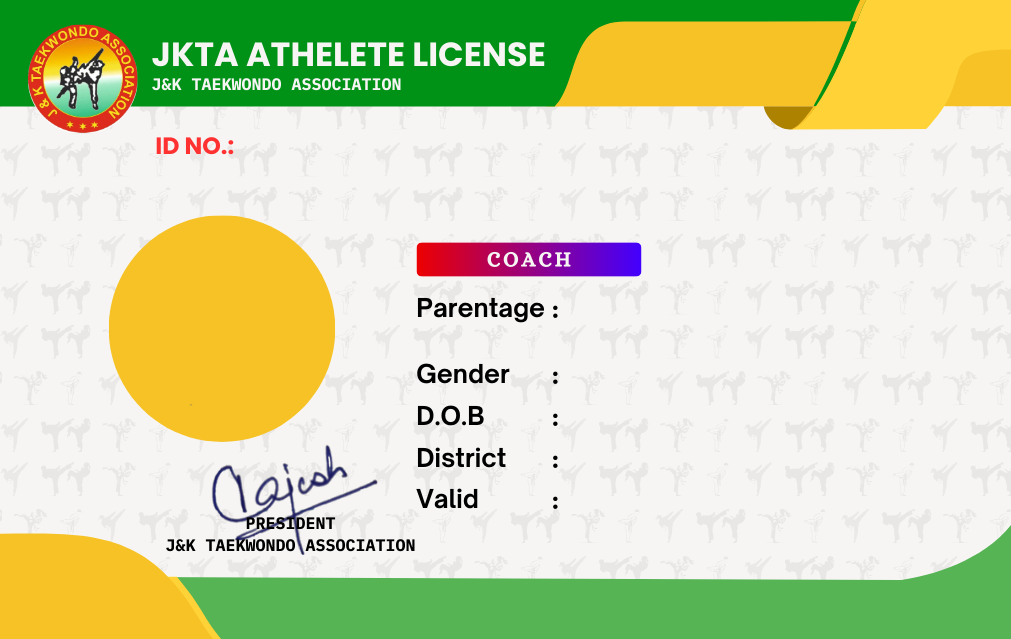 J & K TAEKWONDO ASSOCIATION
JKTA ATHELETE LICENSE
J&K TAEKWONDO ASSOCIATION
ID NO.:
COACH
Parentage :
Gender :
D.O.B :
District :
Valid :
Rajesh
PRESIDENT
J&K TAEKWONDO ASSOCIATION